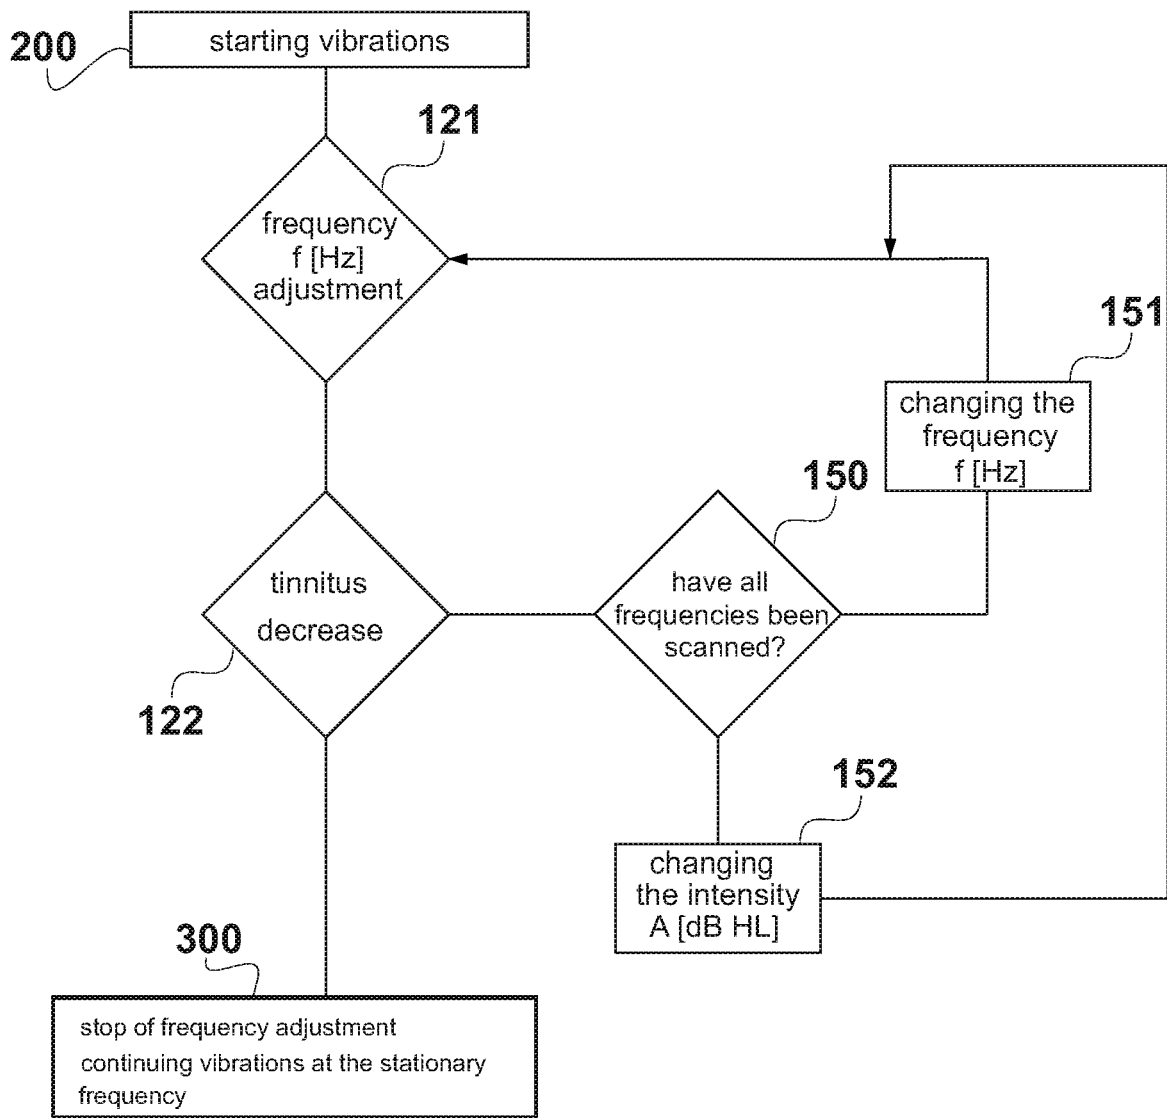 200
starting vibrations
121
frequency
f [Hz]
adjustment
151
changing the
frequency
f [Hz]
150
have all
frequencies been
scanned?
tinnitus
decrease
122
152
changing
the intensity
A [dB HL]
300
stop of frequency adjustment
continuing vibrations at the stationary
frequency